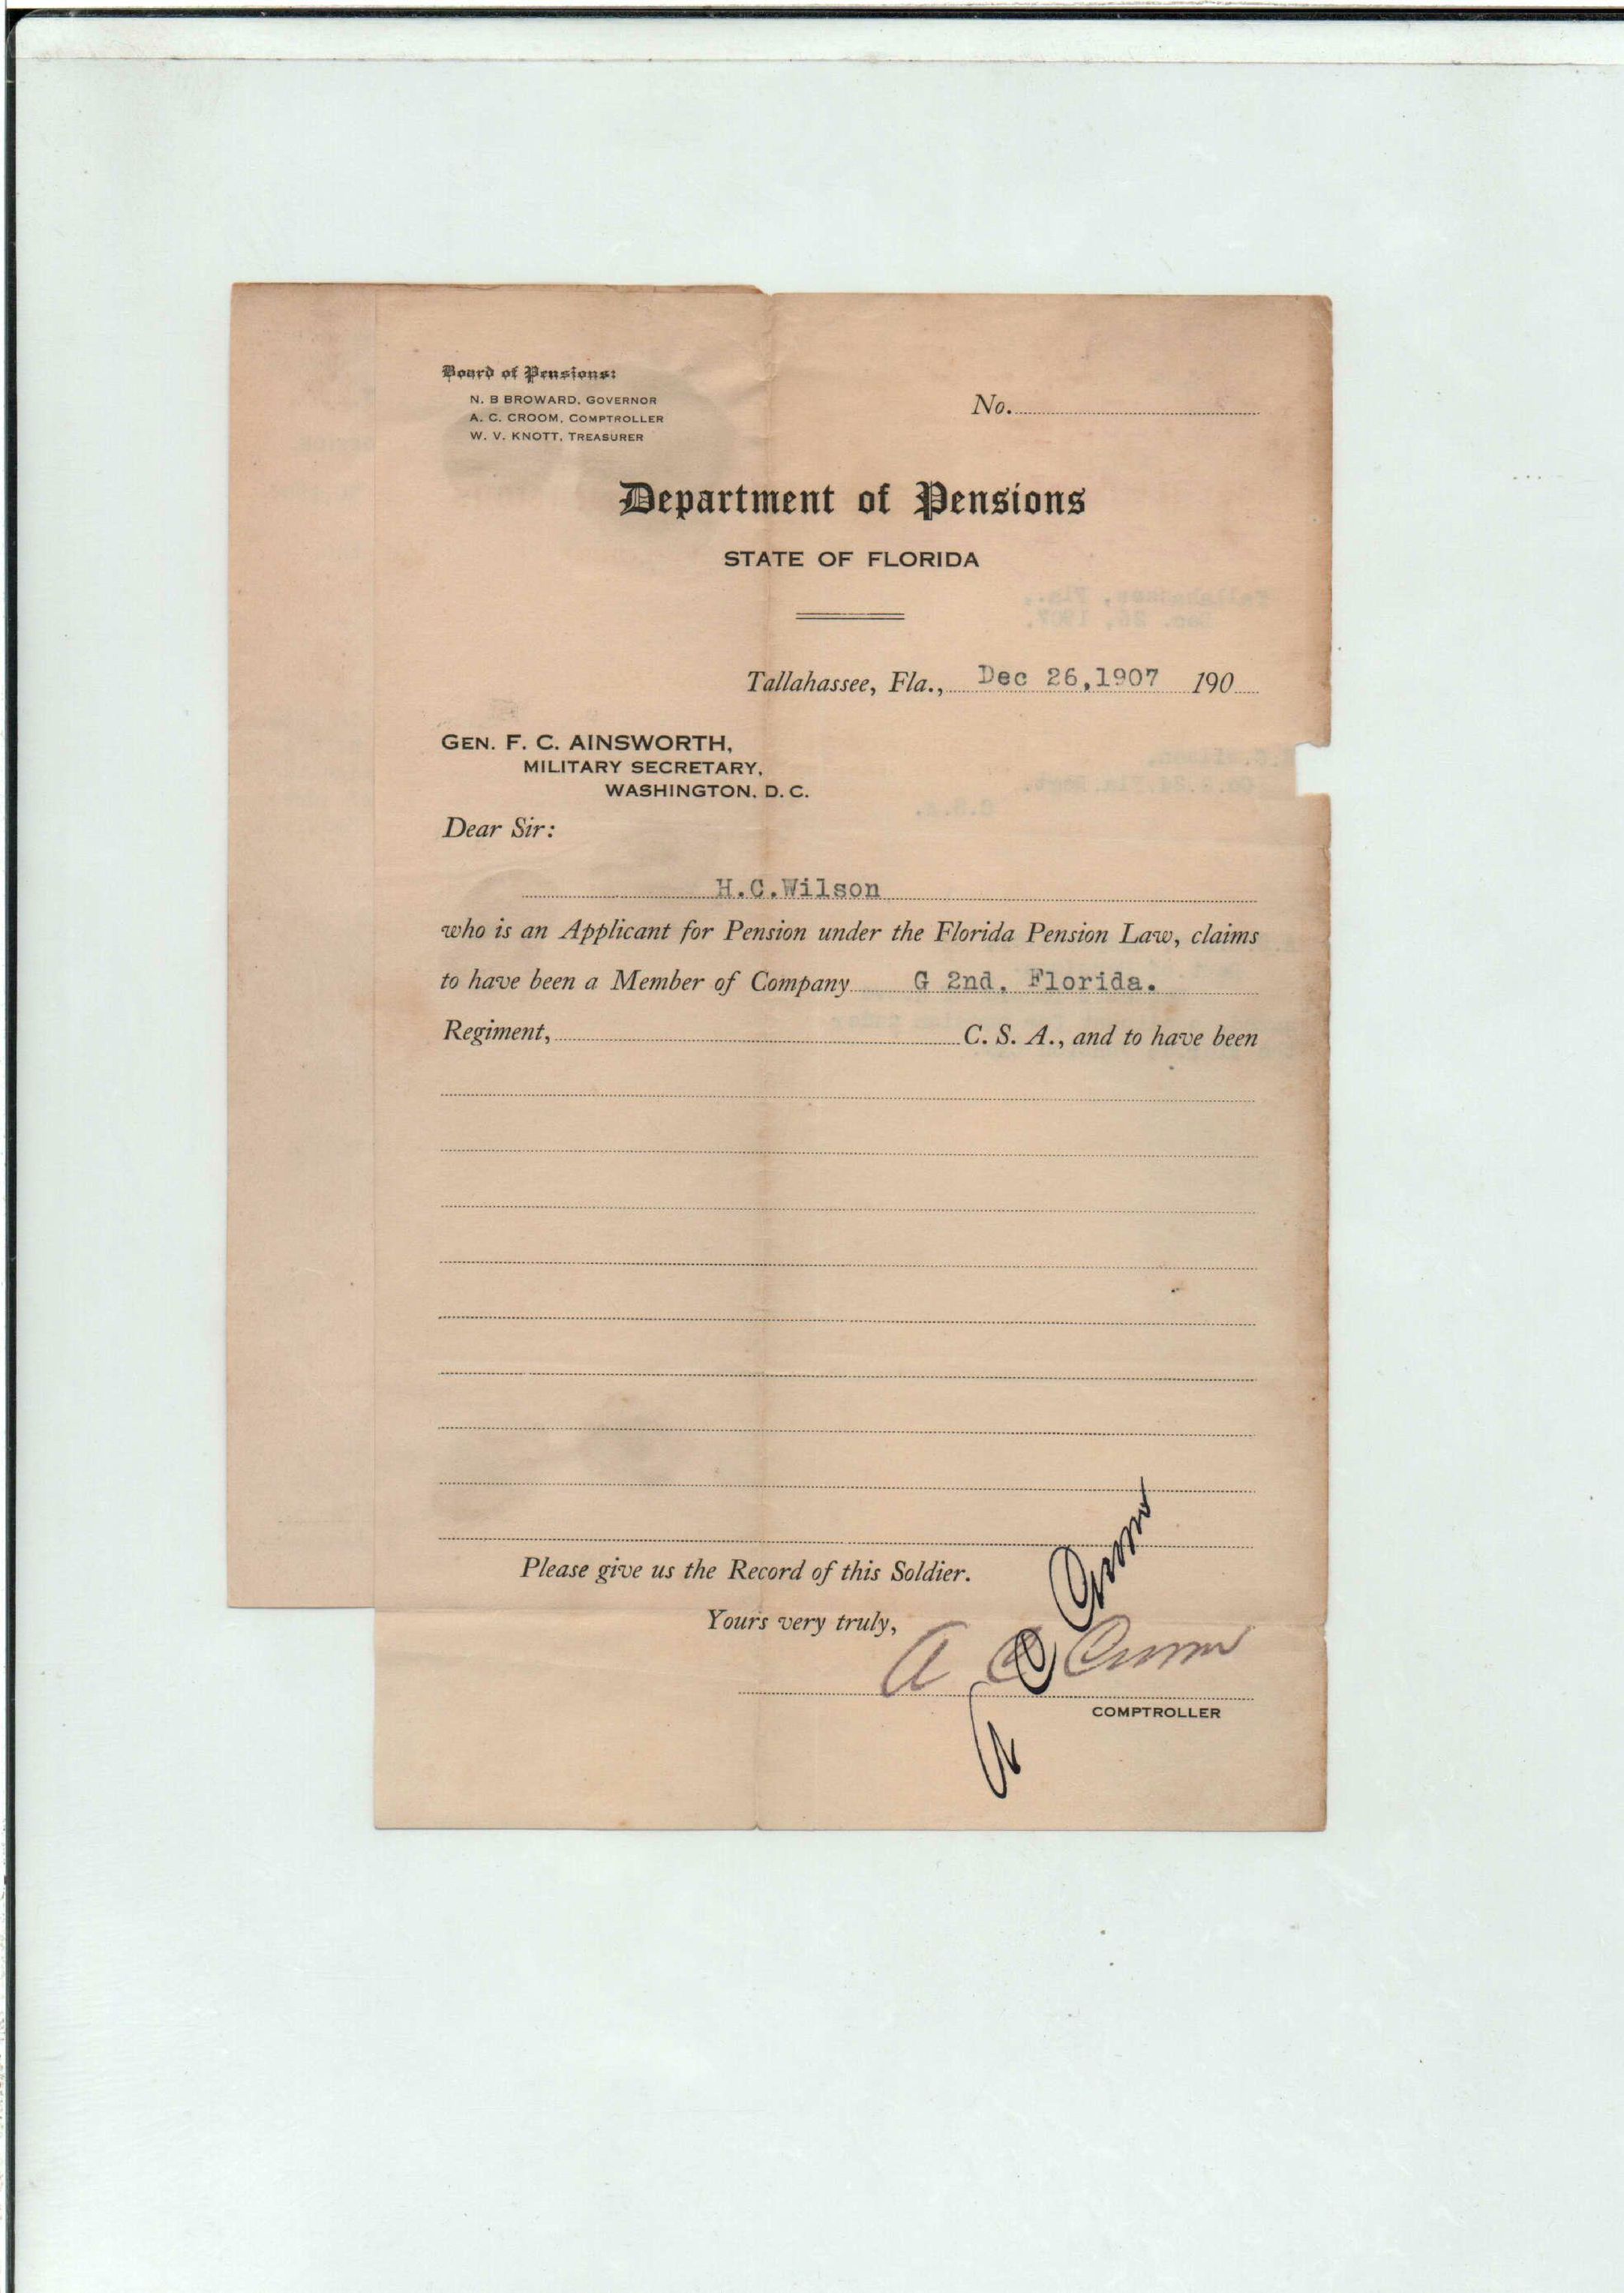 Board of Pensions:
N. B BROWARD, GOVERNOR
A. C. CROOM, COMPTROLLER
W. V. KNOTT, TREASURER
No.
Department of Pensions
STATE OF FLORIDA
Tallahassee, Fla., Dec 26,1907 190
GEN. F. C. AINSWORTH,
MILITARY SECRETARY,
WASHINGTON, D. C.
Dear Sir:
H.C.Wilson
who is an Applicant for Pension under the Florida Pension Law, claims
to have been a Member of Company G 2nd. Florida.
Regiment, C. S. A., and to have been
Please give us the Record of this Soldier.
Yours very truly,
A C Croom
A C Croom
COMPTROLLER